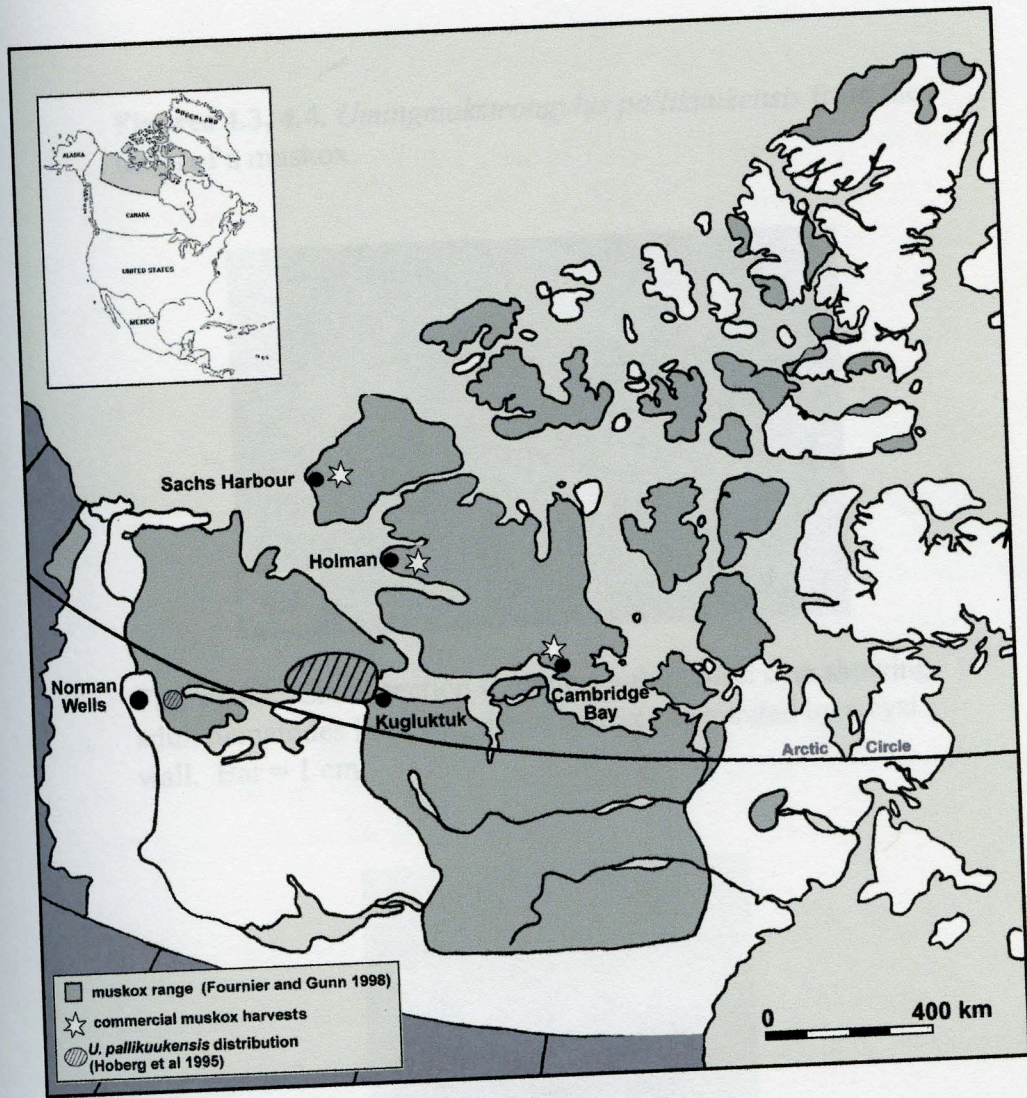 GREENLAND
ALASKA
CANADA
UNITED STATES
MEXICO
Sachs Harbour
Holman
Norman
Wells
Kugluktuk
Cambridge
Bay
Arctic Circle
muskox range (Fournier and Gunn 1998)
commercial muskox harvests
U. pallikuukensis distribution
(Hoberg et al 1995)
0 400 km